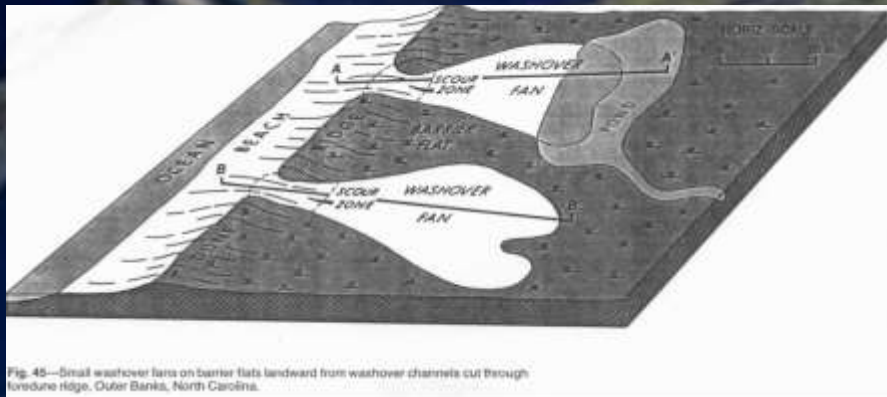 A
A'
HORIZ SCALE
WASHOVER
FAN
SCOUR
ZONE
POND
OCEAN
BEACH
DUNE
RIDGE
BARRIER
FLAT
B
SCOUR
ZONE
WASHOVER
FAN
B'
Fig. 45—Small washover fans on barrier flats landward from washover channels cut through
foredune ridge, Outer Banks, North Carolina.